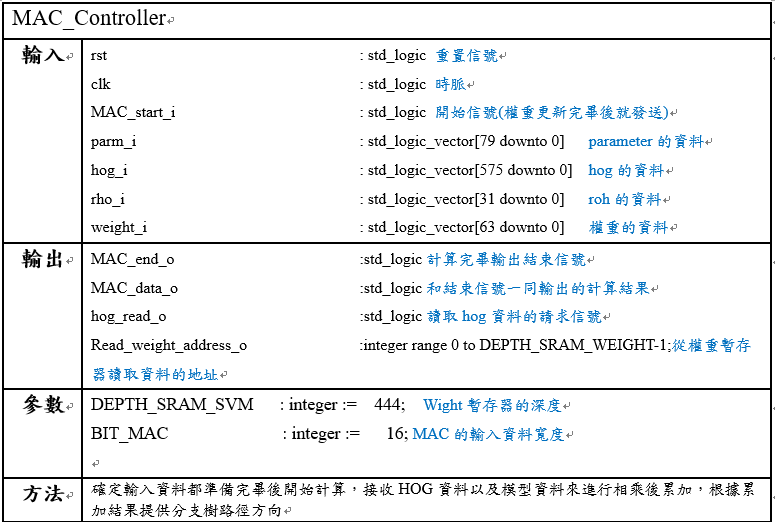 MAC_Controller
輸入
rst : std_logic 重置信號
clk : std_logic 時脈
MAC_start_i : std_logic 開始信號(權重更新完畢後就發送)
parm_i : std_logic_vector[79 downto 0] parameter 的資料
hog_i : std_logic_vector[575 downto 0] hog 的資料
rho_i : std_logic_vector[31 downto 0] roh 的資料
weight_i : std_logic_vector[63 downto 0] 權重的資料
輸出
MAC_end_o :std_logic 計算完畢輸出結束信號
MAC_data_o :std_logic 和結束信號一同輸出的計算結果
hog_read_o :std_logic 讀取 hog 資料的請求信號
Read_weight_address_o :integer range 0 to DEPTH_SRAM_WEIGHT-1;從權重暫存
器讀取資料的地址
參數
DEPTH_SRAM_SVM : integer := 444; Wight 暫存器的深度
BIT_MAC : integer := 16; MAC 的輸入資料寬度
方法
確定輸入資料都準備完畢後開始計算，接收 HOG 資料以及模型資料來進行相乘後累加，根據累
加結果提供分支樹路徑方向